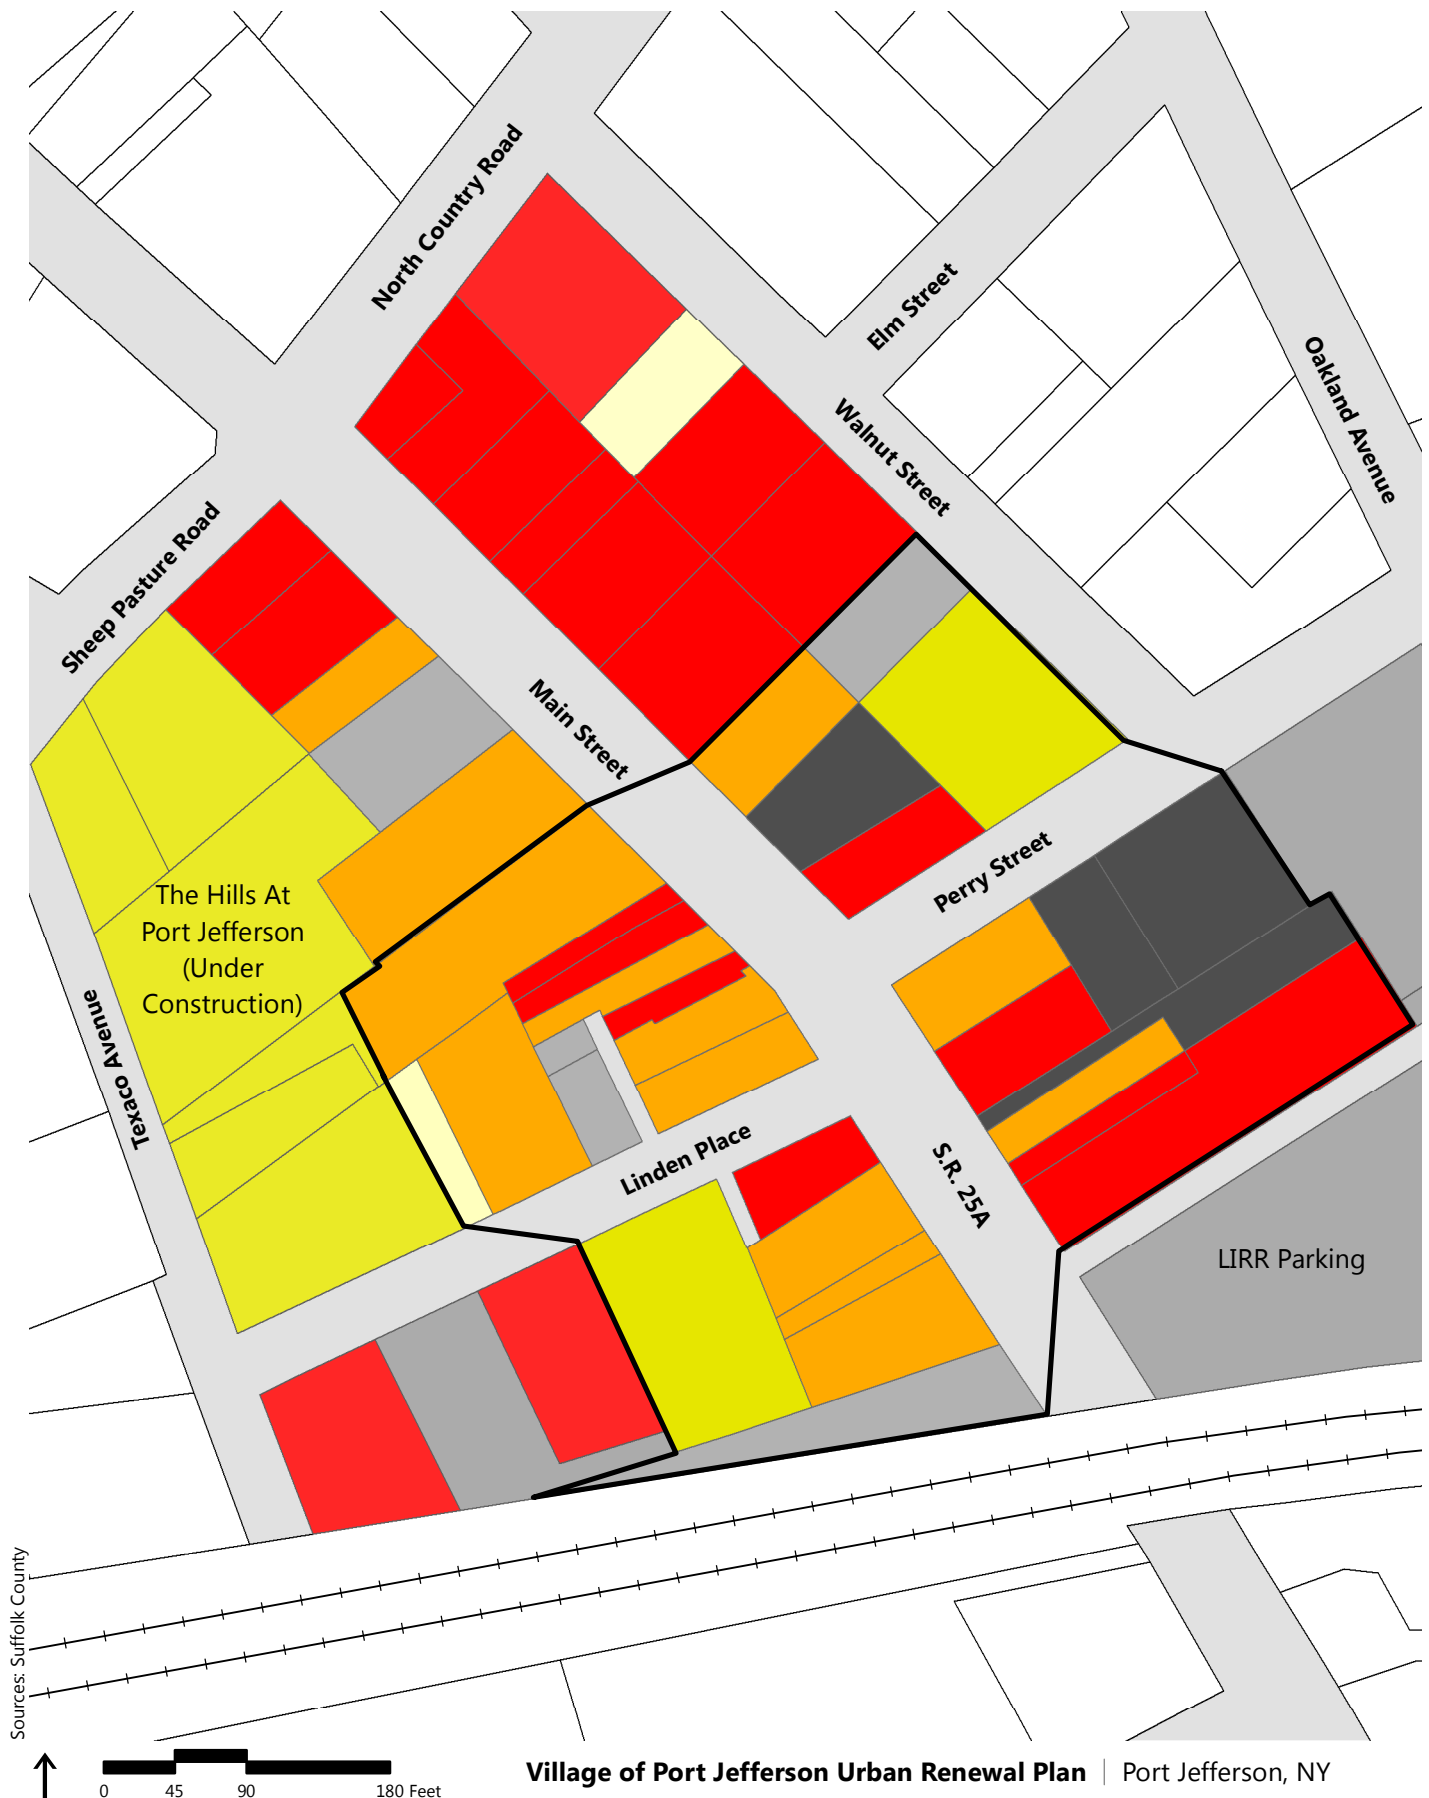 North Country Road
Elm Street
Oakland Avenue
Walnut Street
Sheep Pasture Road
Main Street
Perry Street
The Hills At
Port Jefferson
(Under
Construction)
Texaco Avenue
Linden Place
S.R. 25A
LIRR Parking
Sources: Suffolk County
0 45 90 180 Feet
Village of Port Jefferson Urban Renewal Plan | Port Jefferson, NY